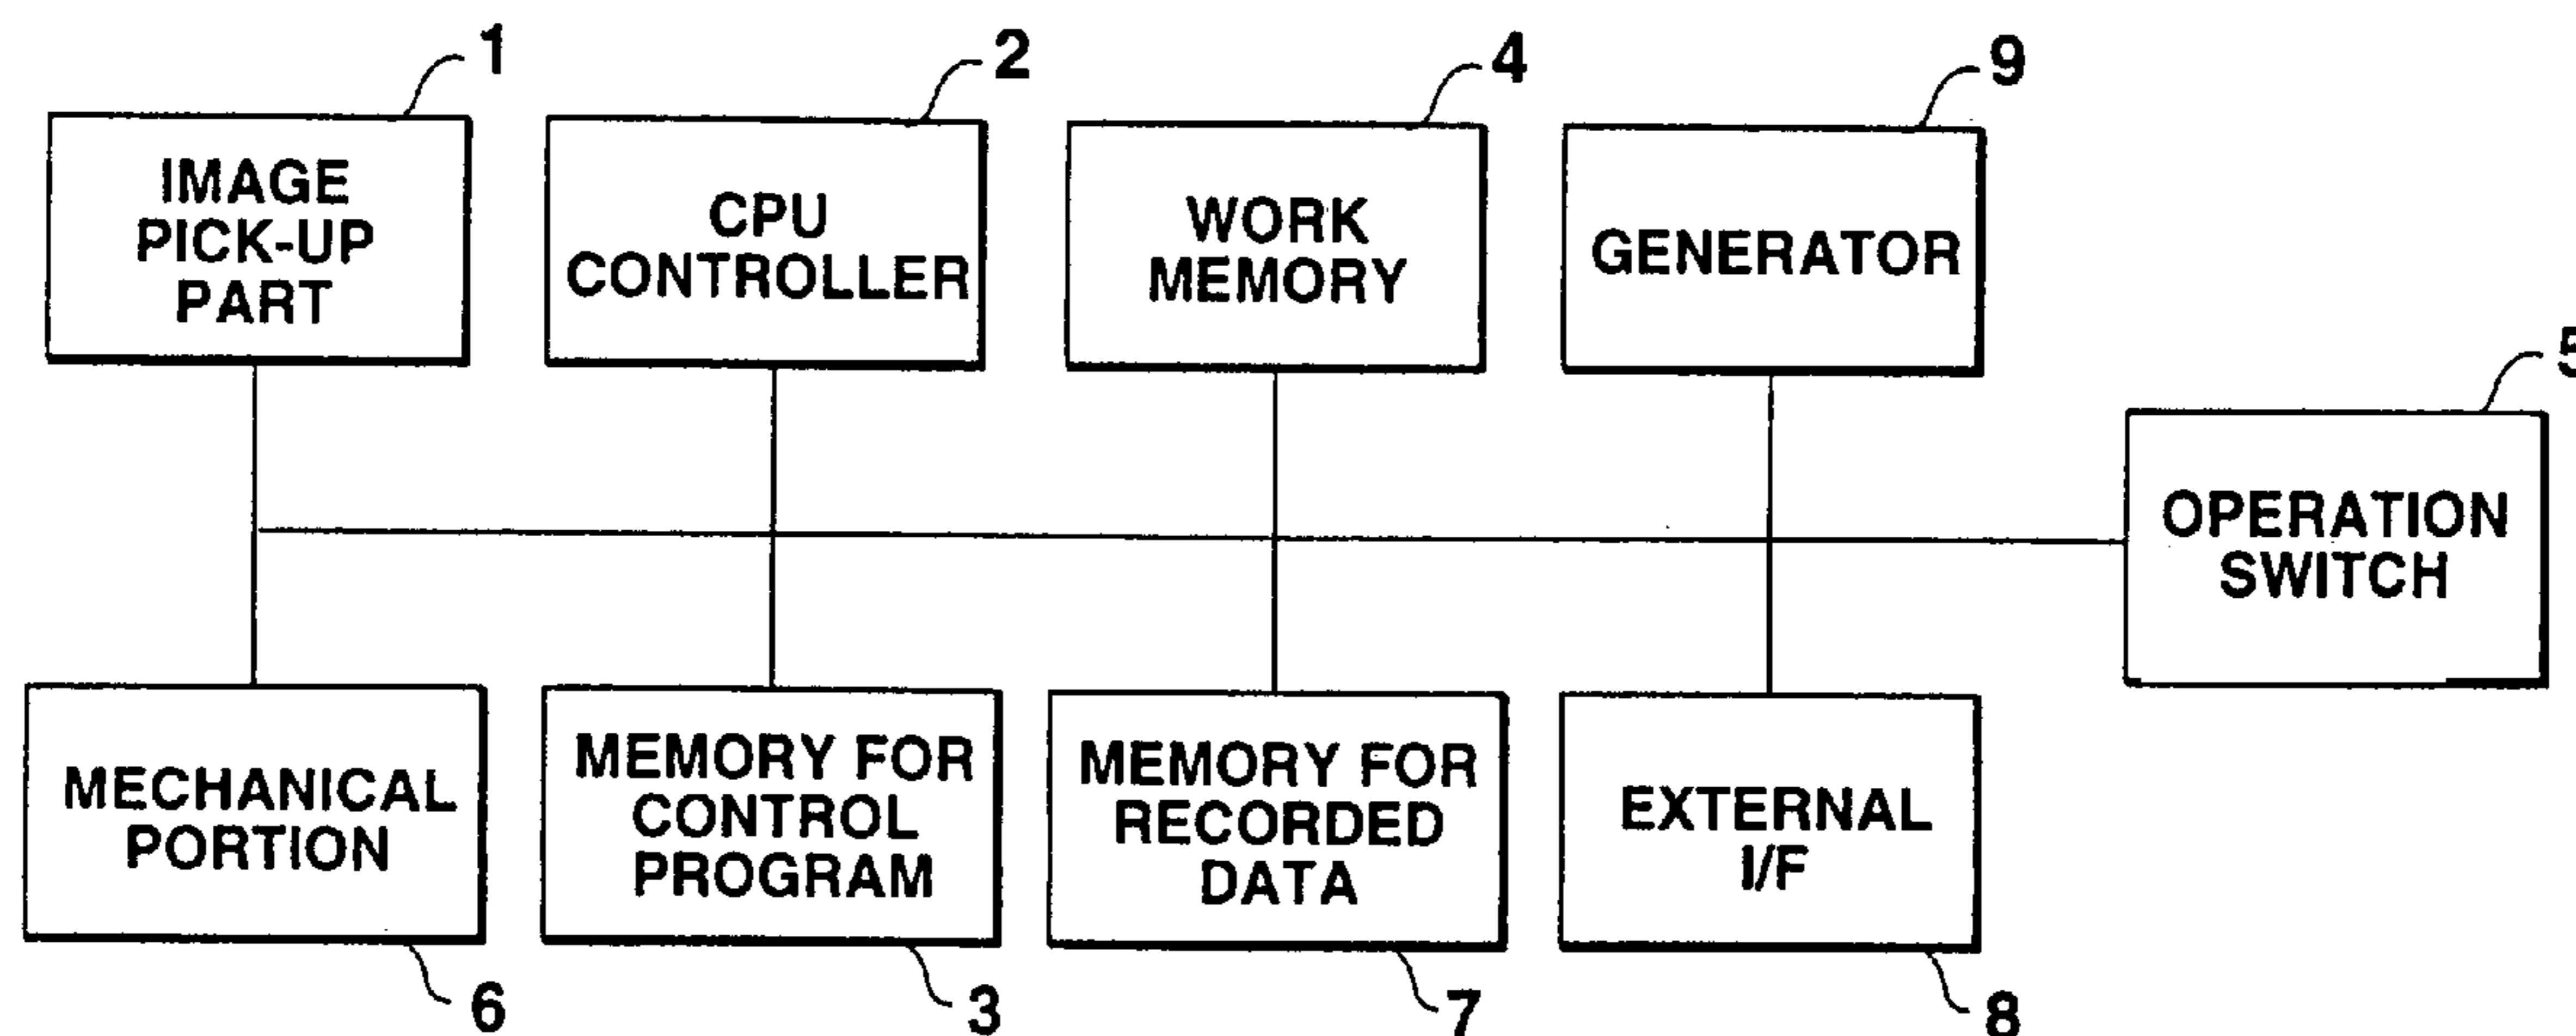 1
2
4
9
IMAGE
PICK-UP
PART
CPU
CONTROLLER
WORK
MEMORY
GENERATOR
5
OPERATION
SWITCH
MECHANICAL
PORTION
MEMORY FOR
CONTROL
PROGRAM
MEMORY FOR
RECORDED
DATA
EXTERNAL
I/F
6
3
7
8